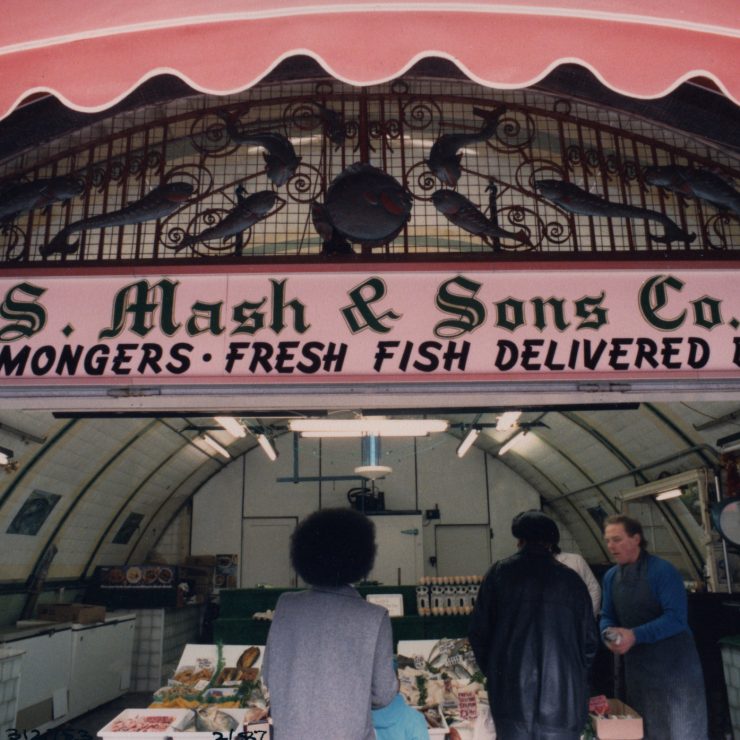 S. Mash & Sons Co.
MONGERS • FRESH FISH DELIVERED